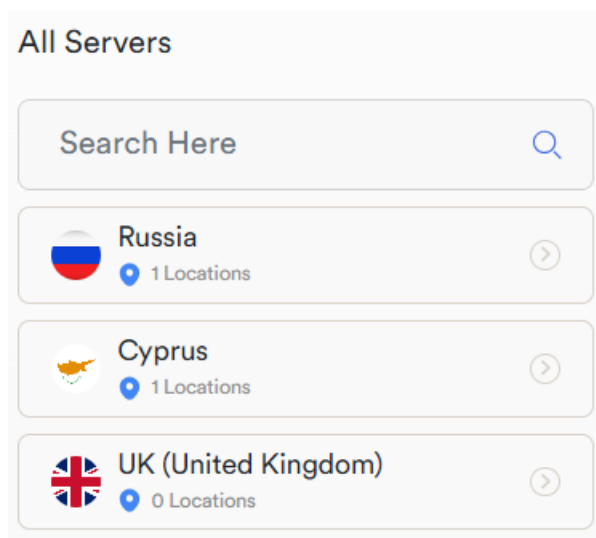 All Servers
Search Here
Russia
1 Locations
Cyprus
1 Locations
UK (United Kingdom)
0 Locations